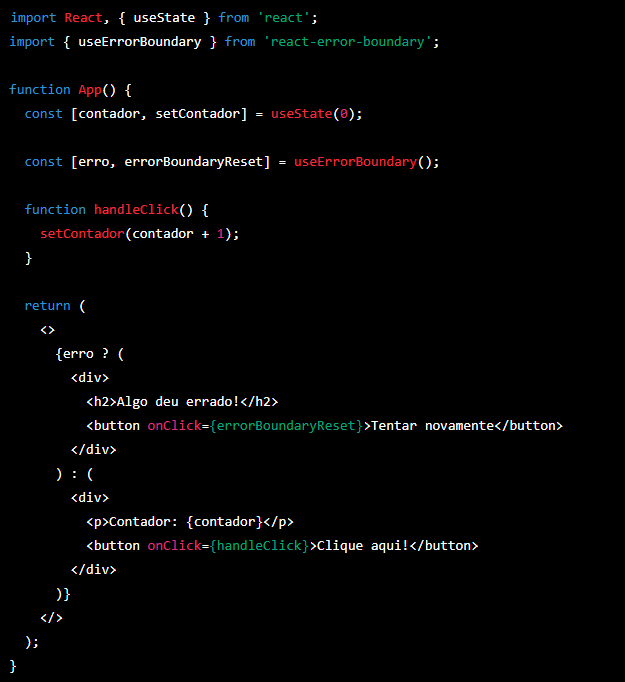 import React, { useState } from 'react';
import { useErrorBoundary } from 'react-error-boundary';

function App() {
  const [contador, setContador] = useState(0);

  const [erro, errorBoundaryReset] = useErrorBoundary();

  function handleClick() {
    setContador(contador + 1);
  }

  return (
    <>
      {erro ? (
        <div>
          <h2>Algo deu errado!</h2>
          <button onClick={errorBoundaryReset}>Tentar novamente</button>
        </div>
      ) : (
        <div>
          <p>Contador: {contador}</p>
          <button onClick={handleClick}>Clique aqui!</button>
        </div>
      )}
    </>
  );
}